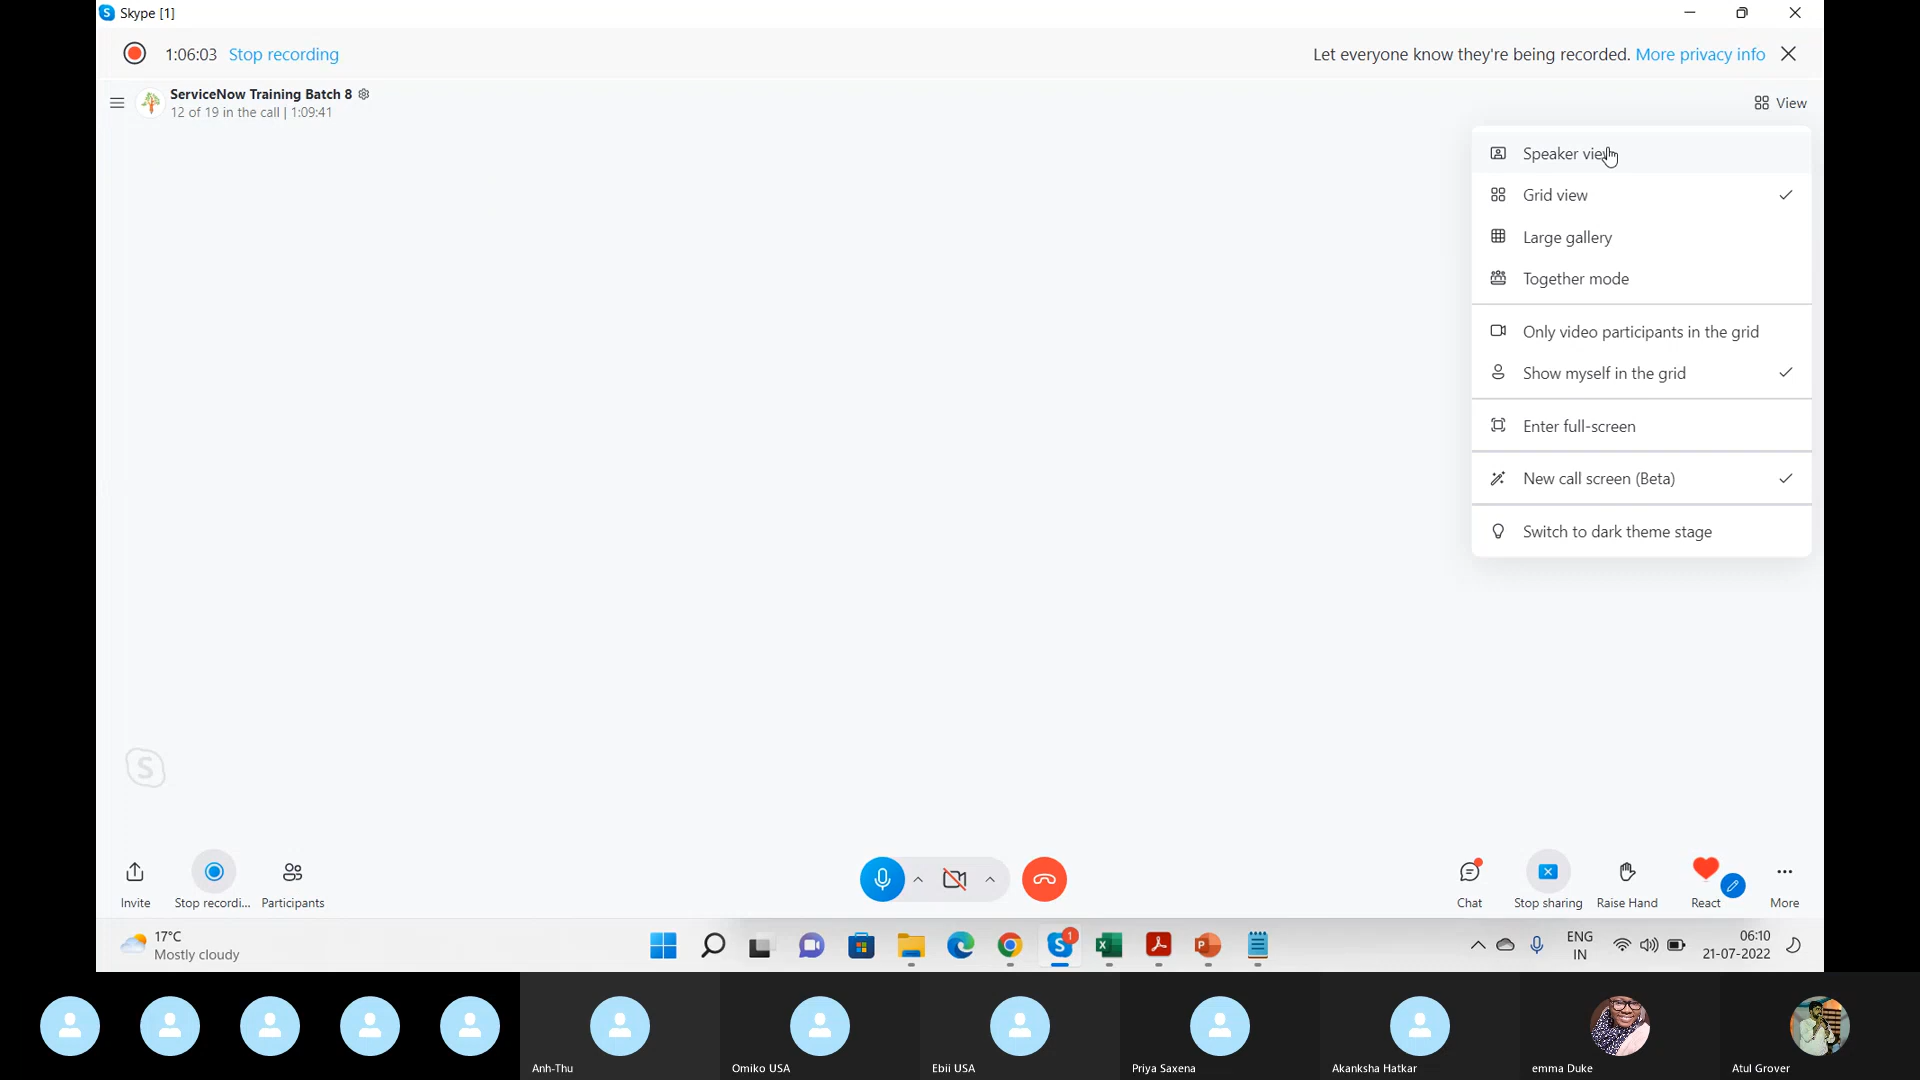 Skype [1]
1:06:03 Stop recording
Let everyone know they're being recorded. More privacy info
ServiceNow Training Batch 8
12 of 19 in the call | 1:09:41
View
Speaker view
Grid view
Large gallery
Together mode
Only video participants in the grid
Show myself in the grid
Enter full-screen
New call screen (Beta)
Switch to dark theme stage
S
Invite
Stop recordi...
Participants
Chat
Stop sharing
Raise Hand
React
More
17°C
Mostly cloudy
1
ENG
IN
06:10
21-07-2022
Anh-Thu
Omiko USA
Ebii USA
Priya Saxena
Akanksha Hatkar
emma Duke
Atul Grover